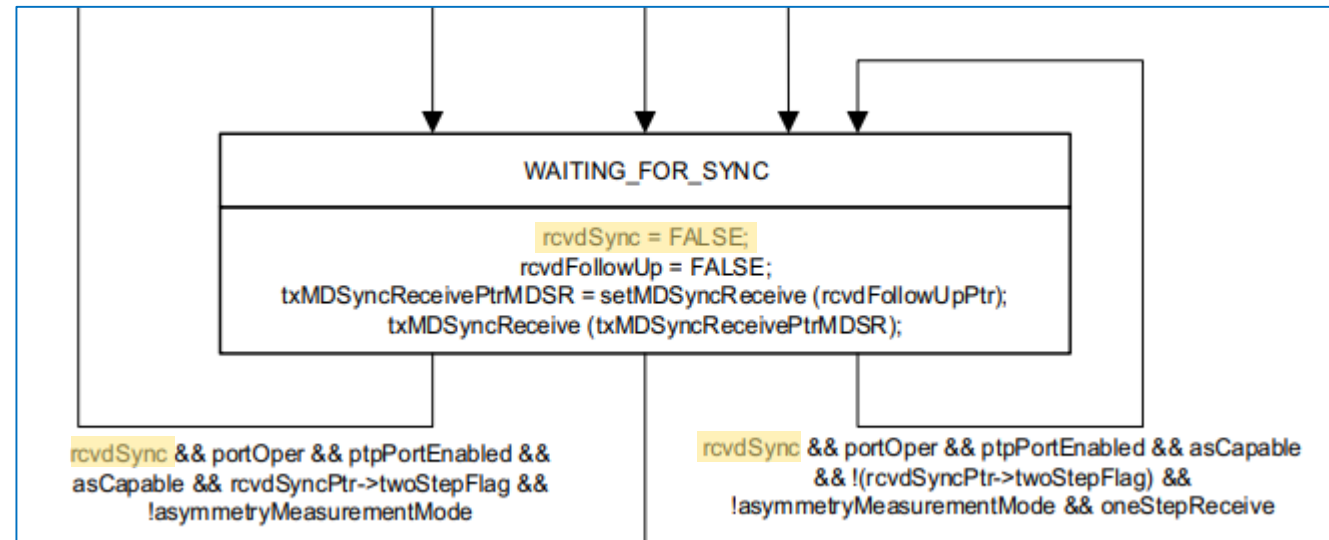 WAITING_FOR_SYNC
rcvdSync = FALSE;
rcvdFollowUp = FALSE;
txMDSyncReceivePtrMDSR = setMDSyncReceive (rcvdFollowUpPtr);
txMDSyncReceive (txMDSyncReceivePtrMDSR);
rcvdSync && portOper && ptpPortEnabled &&
asCapable && rcvdSyncPtr->twoStepFlag &&
!asymmetryMeasurementMode
rcvdSync && portOper && ptpPortEnabled && asCapable
&& !(rcvdSyncPtr->twoStepFlag) &&
!asymmetryMeasurementMode && oneStepReceive